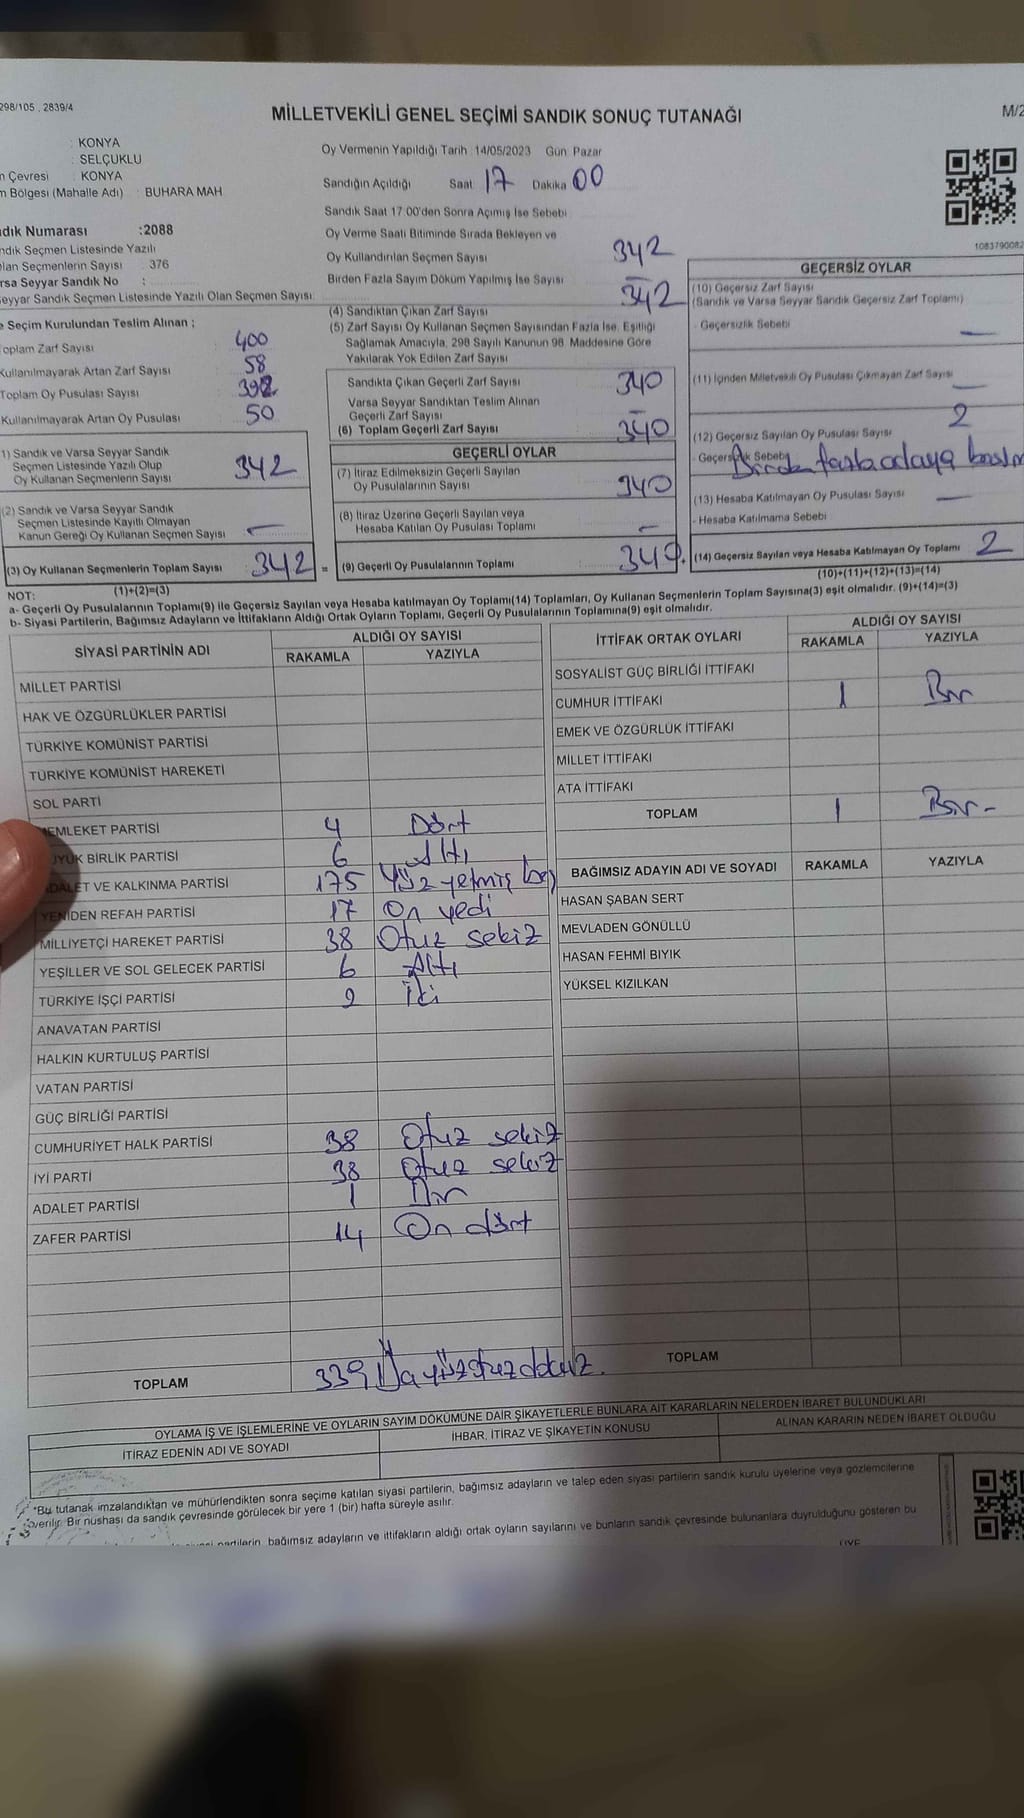 298/105 , 2839/4
MİLLETVEKİLİ GENEL SEÇİMİ SANDIK SONUÇ TUTANAĞI
M/2
: KONYA
: SELÇUKLU
Çevresi : KONYA
Bölgesi (Mahalle Adı) : BUHARA MAH
Numarası :2088
Seçmen Listesinde Yazılı
Seçmenlerin Sayısı : 376
Seyyar Sandık No :
Seyyar Sandık Seçmen Listesinde Yazılı Olan Seçmen Sayısı:
Seçim Kurulundan Teslim Alınan ;
Toplam Zarf Sayısı 400
Kullanılmayarak Artan Zarf Sayısı 58
Toplam Oy Pusulası Sayısı 392
Kullanılmayarak Artan Oy Pusulası 50
1) Sandık ve Varsa Seyyar Sandık
Seçmen Listesinde Yazılı Olup
Oy Kullanan Seçmenlerin Sayısı 342
(2) Sandık ve Varsa Seyyar Sandık
Seçmen Listesinde Kayıtlı Olmayan
Kanun Gereği Oy Kullanan Seçmen Sayısı —
(3) Oy Kullanan Seçmenlerin Toplam Sayısı 342 =
(1)+(2)=(3)
Oy Vermenin Yapıldığı Tarih :14/05/2023 Gün: Pazar
Sandığın Açıldığı Saat 17 Dakika 00
Sandık Saat 17:00'den Sonra Açımış İse Sebebi
Oy Verme Saati Bitiminde Sırada Bekleyen ve
Oy Kullandırılan Seçmen Sayısı 342
Birden Fazla Sayım Döküm Yapılmış İse Sayısı —
(4) Sandıktan Çıkan Zarf Sayısı 342
(5) Zarf Sayısı Oy Kullanan Seçmen Sayısından Fazla İse, Eşitliği
Sağlamak Amacıyla, 298 Sayılı Kanunun 98. Maddesine Göre
Yakılarak Yok Edilen Zarf Sayısı
Sandıkta Çıkan Geçerli Zarf Sayısı 340
Varsa Seyyar Sandıktan Teslim Alınan
Geçerli Zarf Sayısı —
(6) Toplam Geçerli Zarf Sayısı 340
GEÇERLİ OYLAR
(7) İtiraz Edilmeksizin Geçerli Sayılan
Oy Pusulalarının Sayısı 340
(8) İtiraz Üzerine Geçerli Sayılan veya
Hesaba Katılan Oy Pusulası Toplamı —
(9) Geçerli Oy Pusulalarının Toplamı 340
1083790082
GEÇERSİZ OYLAR
(10) Geçersiz Zarf Sayısı
(Sandık ve Varsa Seyyar Sandık Geçersiz Zarf Toplamı)
- Geçersizlik Sebebi —
(11) İçinden Milletvekili Oy Pusulası Çıkmayan Zarf Sayısı —
(12) Geçersiz Sayılan Oy Pusulası Sayısı 2
- Geçersizlik Sebebi Birden fazla adaya
(13) Hesaba Katılmayan Oy Pusulası Sayısı —
- Hesaba Katılmama Sebebi
(14) Geçersiz Sayılan veya Hesaba Katılmayan Oy Toplamı 2
(10)+(11)+(12)+(13)=(14)
NOT:
a- Geçerli Oy Pusulalarının Toplamı(9) ile Geçersiz Sayılan veya Hesaba katılmayan Oy Toplamı(14) Toplamları, Oy Kullanan Seçmenlerin Toplam Sayısına(3) eşit olmalıdır. (9)+(14)=(3)
b- Siyasi Partilerin, Bağımsız Adayların ve İttifakların Aldığı Ortak Oyların Toplamı, Geçerli Oy Pusulalarının Toplamına(9) eşit olmalıdır.
SİYASİ PARTİNİN ADI ALDIĞI OY SAYISI
RAKAMLA YAZIYLA
MİLLET PARTİSİ
HAK VE ÖZGÜRLÜKLER PARTİSİ
TÜRKİYE KOMÜNİST PARTİSİ
TÜRKİYE KOMÜNİST HAREKETİ
SOL PARTİ
MEMLEKET PARTİSİ 4 Dört
BÜYÜK BİRLİK PARTİSİ 6 Altı
ADALET VE KALKINMA PARTİSİ 175 Yüz yetmiş beş
YENİDEN REFAH PARTİSİ 17 On yedi
MİLLİYETÇİ HAREKET PARTİSİ 38 Otuz sekiz
YEŞİLLER VE SOL GELECEK PARTİSİ 6 Altı
TÜRKİYE İŞÇİ PARTİSİ 2 İki
ANAVATAN PARTİSİ
HALKIN KURTULUŞ PARTİSİ
VATAN PARTİSİ
GÜÇ BİRLİĞİ PARTİSİ
CUMHURİYET HALK PARTİSİ 38 Otuz sekiz
İYİ PARTİ 38 Otuz sekiz
ADALET PARTİSİ 1 Bir
ZAFER PARTİSİ 14 On dört
TOPLAM 339
İTTİFAK ORTAK OYLARI ALDIĞI OY SAYISI
RAKAMLA YAZIYLA
SOSYALİST GÜÇ BİRLİĞİ İTTİFAKI
CUMHUR İTTİFAKI 1 Bir
EMEK VE ÖZGÜRLÜK İTTİFAKI
MİLLET İTTİFAKI
ATA İTTİFAKI
TOPLAM 1 Bir -
BAĞIMSIZ ADAYIN ADI VE SOYADI RAKAMLA YAZIYLA
HASAN ŞABAN SERT
MEVLADEN GÖNÜLLÜ
HASAN FEHMİ BIYIK
YÜKSEL KIZILKAN
TOPLAM
OYLAMA İŞ VE İŞLEMLERİNE VE OYLARIN SAYIM DÖKÜMÜNE DAİR ŞİKAYETLERLE BUNLARA AİT KARARLARIN NELERDEN İBARET BULUNDUKLARI
İTİRAZ EDENİN ADI VE SOYADI İHBAR, İTİRAZ VE ŞİKAYETİN KONUSU ALINAN KARARIN NEDEN İBARET OLDUĞU
*Bu tutanak imzalandıktan ve mühürlendikten sonra seçime katılan siyasi partilerin, bağımsız adayların ve talep eden siyasi partilerin sandık kurulu üyelerine veya gözlemcilerine
verilir. Bir nüshası da sandık çevresinde görülecek bir yere 1 (bir) hafta süreyle asılır.
partilerin, bağımsız adayların ve ittifakların aldığı ortak oyların sayılarını ve bunların sandık çevresinde bulunanlara duyrulduğunu gösteren bu
ÜYE